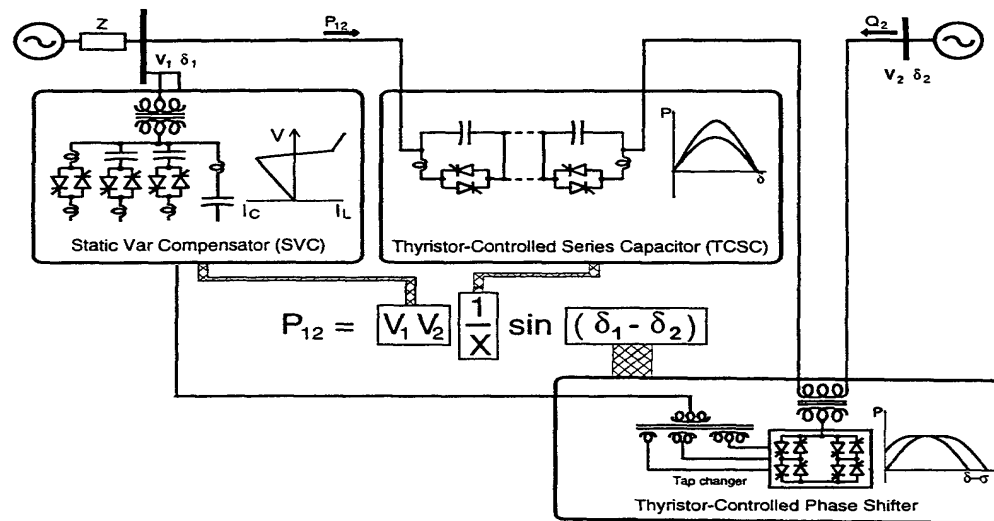 Z
P12
Q2
V1 δ1
V2 δ2
V
IC
IL
Static Var Compensator (SVC)
P
δ
Thyristor-Controlled Series Capacitor (TCSC)
P12 = V1 V2 1/X sin (δ1 - δ2)
Tap changer
P
δ-σ
Thyristor-Controlled Phase Shifter